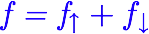 f = f↑ + f↓